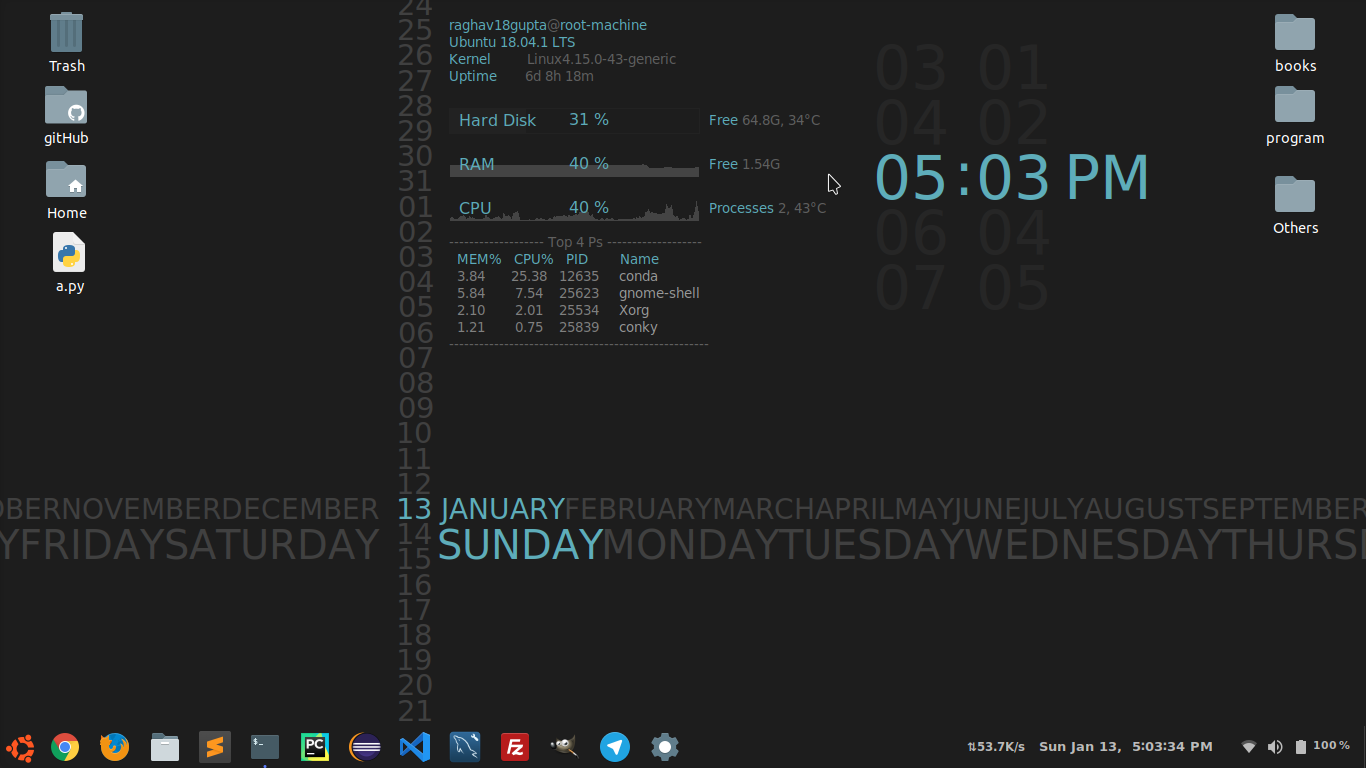 Trash
gitHub
Home
a.py
24
25
26
27
28
29
30
31
01
02
03
04
05
06
07
08
09
10
11
12
13 JANUARYFEBRUARYMARCHAPRILMAYJUNEJULYAUGUSTSEPTEMBER
OBERNOVEMBERDECEMBER
14
YFRIDAYSATURDAY SUNDAYMONDAYTUESDAYWEDNESDAYTHURS
15
16
17
18
19
20
21
raghav18gupta@root-machine
Ubuntu 18.04.1 LTS
Kernel Linux4.15.0-43-generic
Uptime 6d 8h 18m
Hard Disk 31 % Free 64.8G, 34°C
RAM 40 % Free 1.54G
CPU 40 % Processes 2, 43°C
------------------- Top 4 Ps -------------------
MEM% CPU% PID Name
3.84 25.38 12635 conda
5.84 7.54 25623 gnome-shell
2.10 2.01 25534 Xorg
1.21 0.75 25839 conky
----------------------------------------------------
03 01
04 02
05:03 PM
06 04
07 05
books
program
Others
$-
PC
FZ
⇅53.7K/s Sun Jan 13, 5:03:34 PM 100 %